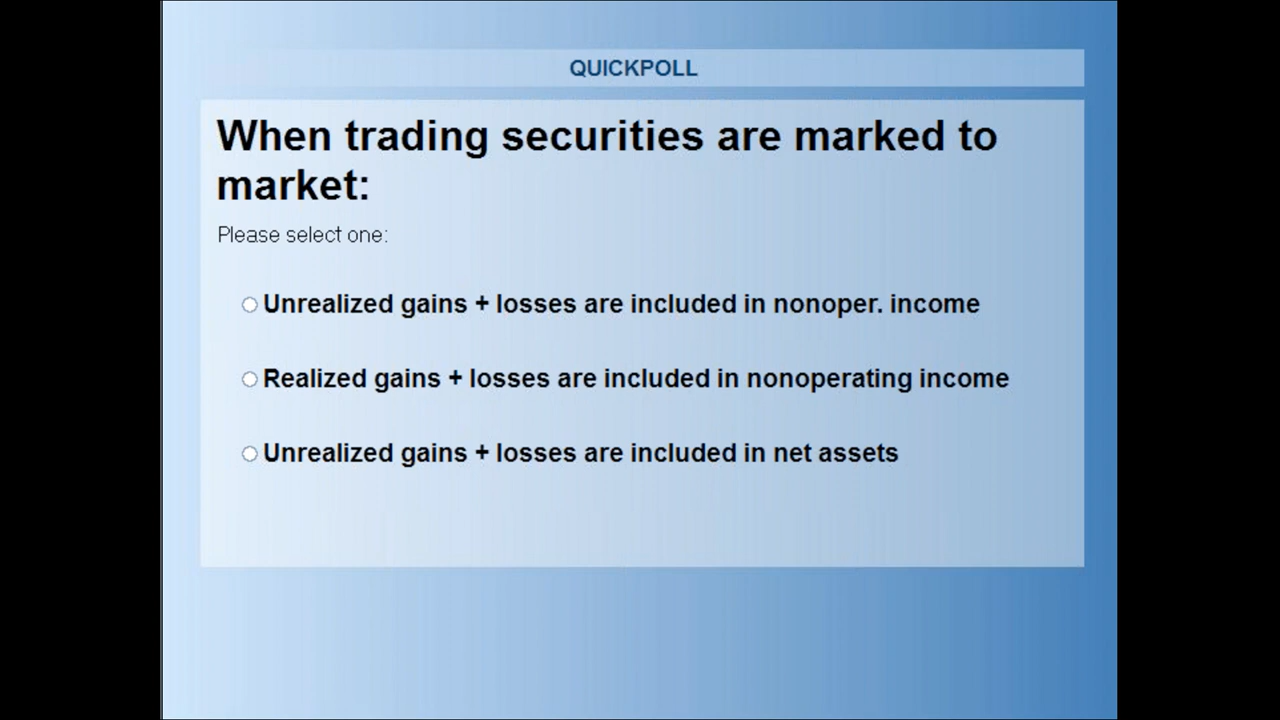 QUICKPOLL
When trading securities are marked to
market:
Please select one:
Unrealized gains + losses are included in nonoper. income
Realized gains + losses are included in nonoperating income
Unrealized gains + losses are included in net assets